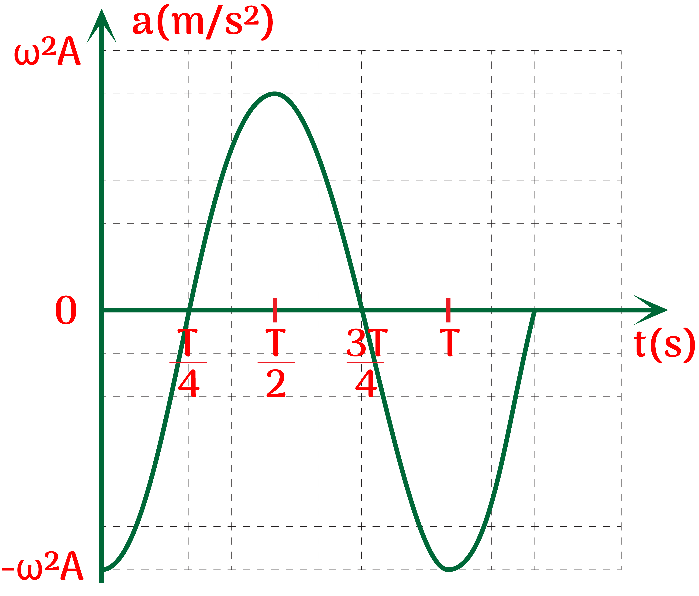 a(m/s²)
ω²A
0
T/4
T/2
3T/4
T
t(s)
-ω²A